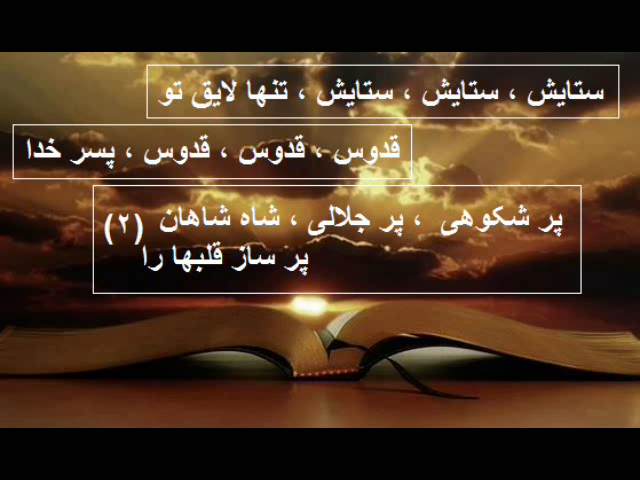 ستایش ، ستایش ، ستایش ، تنها لایق تو
قدوس ، قدوس ، قدوس ، پسر خدا
پر شکوهی ، پر جلالی ، شاه شاهان (۲)
پر ساز قلبها را